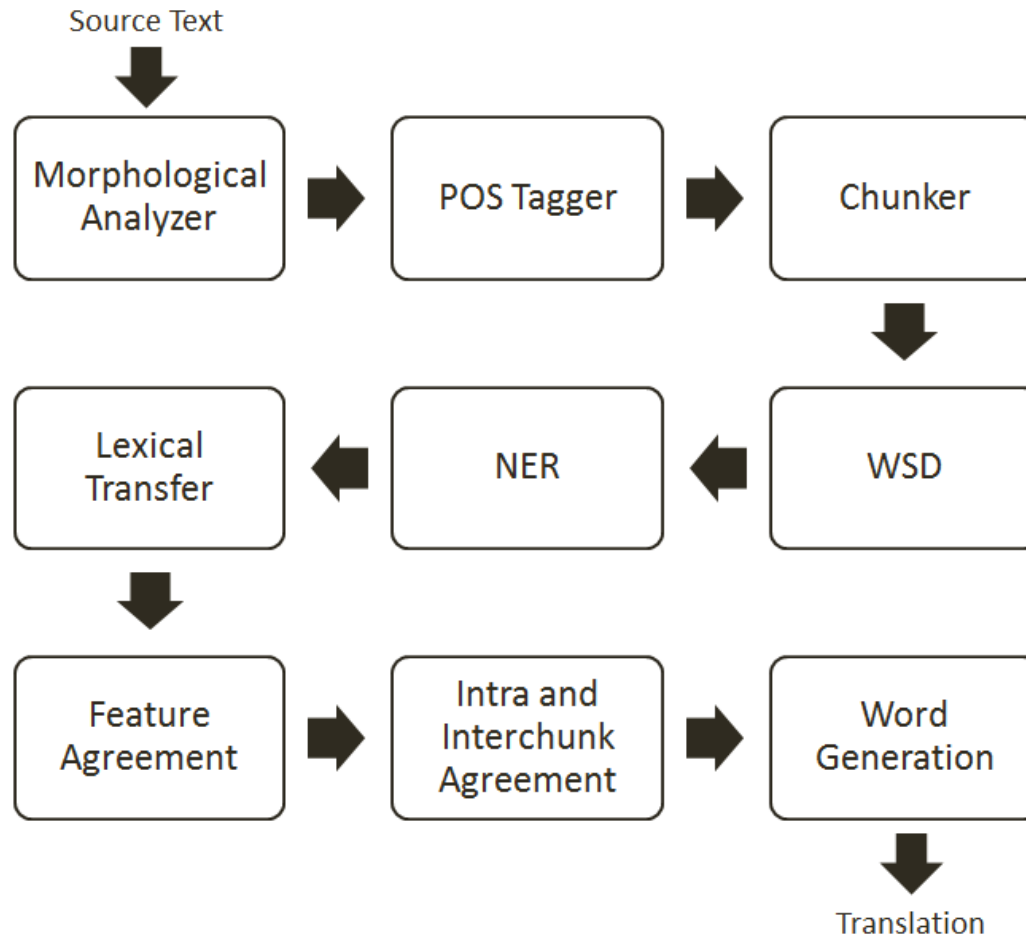 Source Text
Morphological
Analyzer
POS Tagger
Chunker
WSD
NER
Lexical
Transfer
Feature
Agreement
Intra and
Interchunk
Agreement
Word
Generation
Translation